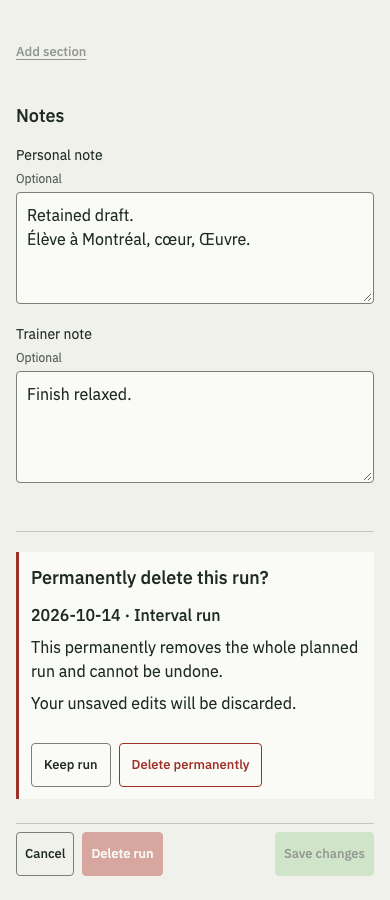 Add section
Notes
Personal note
Optional
Retained draft.
Élève à Montréal, cœur, Œuvre.
Trainer note
Optional
Finish relaxed.
Permanently delete this run?
2026-10-14 · Interval run
This permanently removes the whole planned
run and cannot be undone.
Your unsaved edits will be discarded.
Keep run
Delete permanently
Cancel
Delete run
Save changes